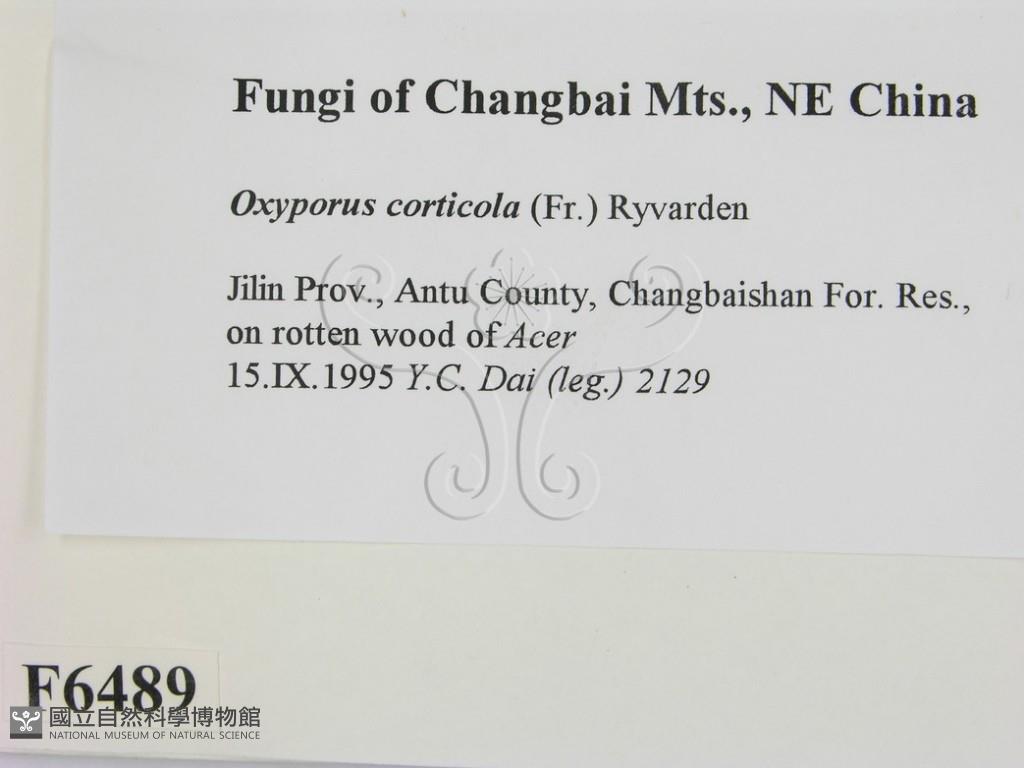 Fungi of Changbai Mts., NE China
Oxyporus corticola (Fr.) Ryvarden
Jilin Prov., Antu County, Changbaishan For. Res.,
on rotten wood of Acer
15.IX.1995 Y.C. Dai (leg.) 2129
F6489
國立自然科學博物館
NATIONAL MUSEUM OF NATURAL SCIENCE